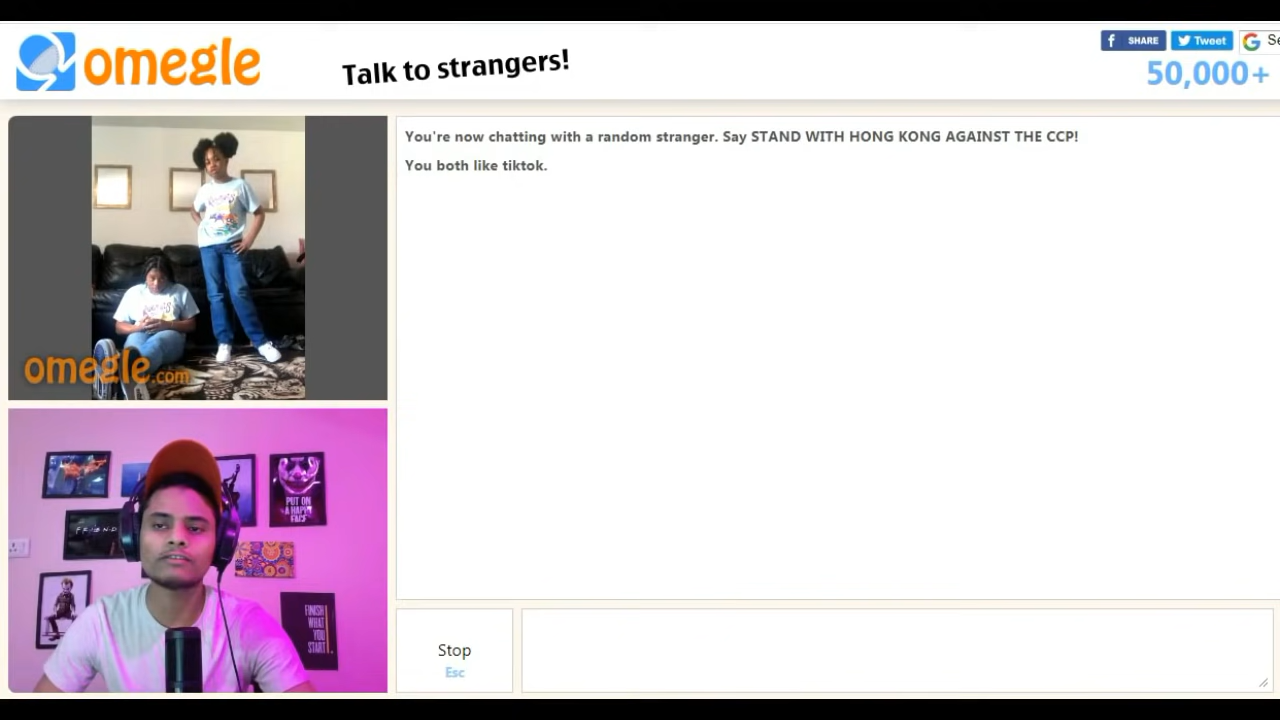 omegle
Talk to strangers!
SHARE
Tweet
50,000+
You're now chatting with a random stranger. Say STAND WITH HONG KONG AGAINST THE CCP!
You both like tiktok.
omegle.com
PUT ON
A HAPPY
FACE
FINISH
WHAT
YOU
START
Stop
Esc